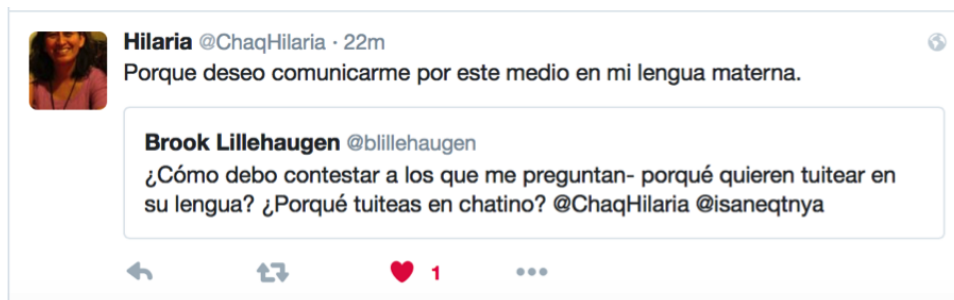 Hilaria @ChaqHilaria · 22m
Porque deseo comunicarme por este medio en mi lengua materna.
Brook Lillehaugen @blillehaugen
¿Cómo debo contestar a los que me preguntan- porqué quieren tuitear en
su lengua? ¿Porqué tuiteas en chatino? @ChaqHilaria @isaneqtnya
1